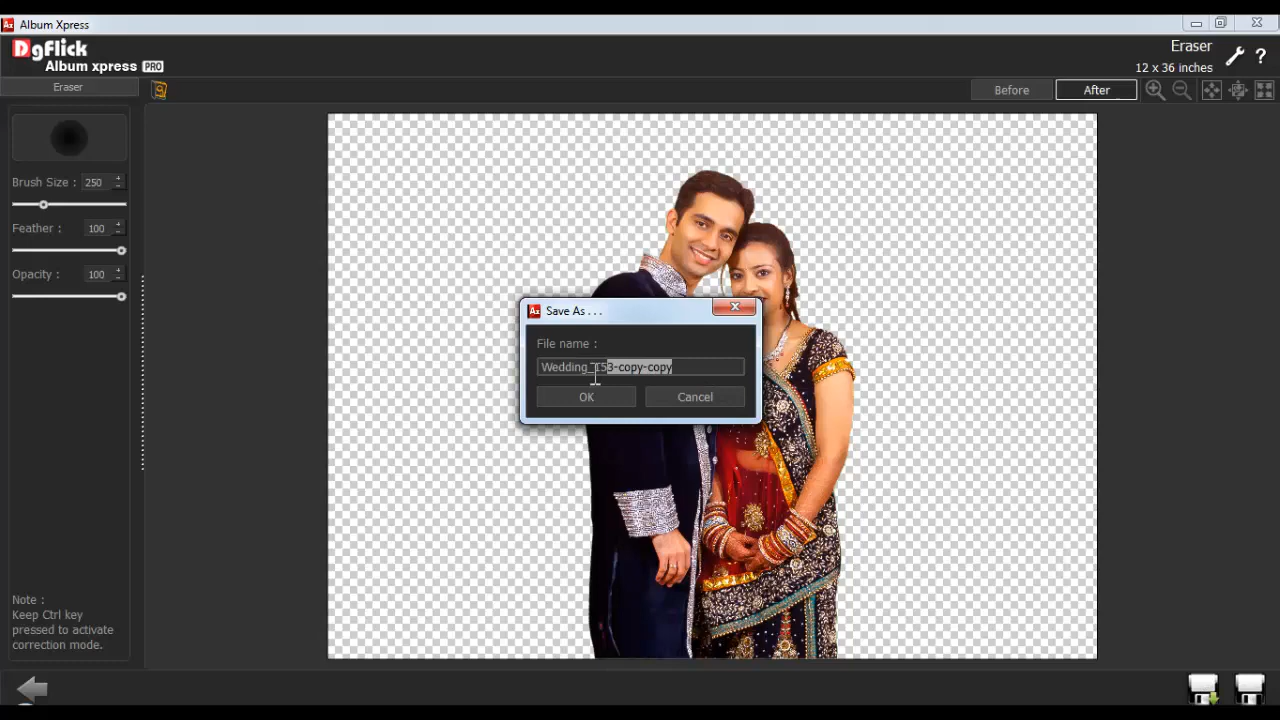 Album Xpress
DgFlick
Album xpress PRO
Eraser
12 x 36 inches
?
Eraser
Before
After
Brush Size : 250
Feather : 100
Opacity : 100
Save As . . .
File name :
Wedding_153-copy-copy
OK
Cancel
Note :
Keep Ctrl key
pressed to activate
correction mode.